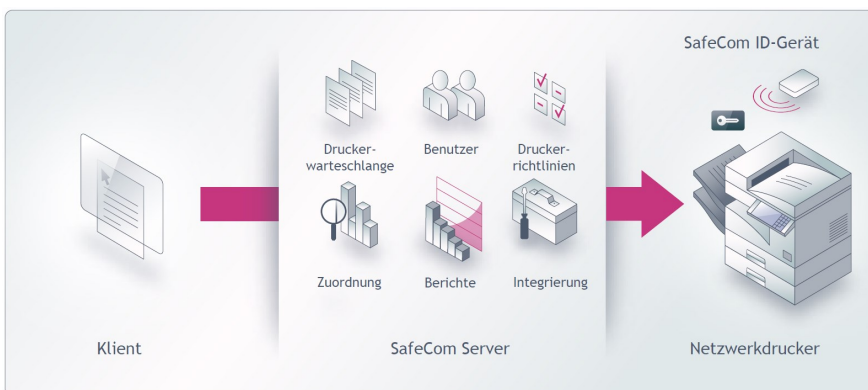 SafeCom ID-Gerät
Drucker-
warteschlange
Benutzer
Drucker-
richtlinien
Zuordnung
Berichte
Integrierung
Klient
SafeCom Server
Netzwerkdrucker